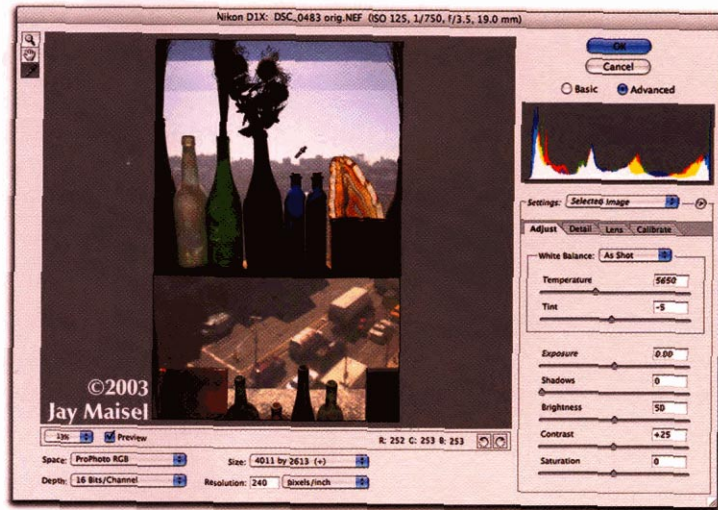 Nikon D1X: DSC_0483 orig.NEF (ISO 125, 1/750, f/3.5, 19.0 mm)
OK
Cancel
Basic Advanced
Settings: Selected Image
Adjust Detail Lens Calibrate
White Balance: As Shot
Temperature 5650
Tint -5
Exposure 0.00
Shadows 0
Brightness 50
Contrast +25
Saturation 0
©2003
Jay Maisel
13% Preview R: 252 G: 253 B: 253
Space: ProPhoto RGB Size: 4011 by 2613 (+)
Depth: 16 Bits/Channel Resolution: 240 pixels/inch